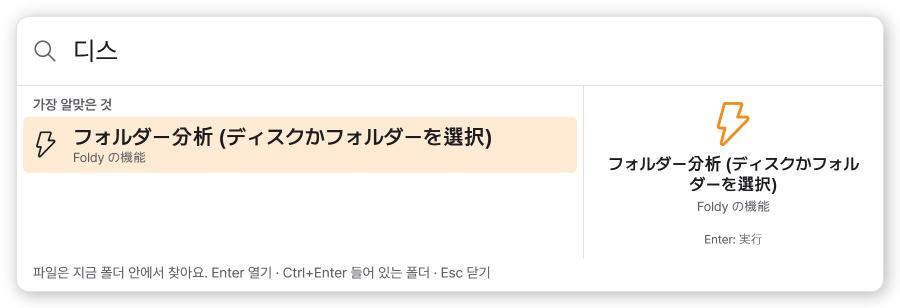 디스
가장 알맞은 것
フォルダー分析 (ディスクかフォルダーを選択)
Foldy の機能
フォルダー分析 (ディスクかフォル
ダーを選択)
Foldy の機能
Enter: 実行
파일은 지금 폴더 안에서 찾아요. Enter 열기 · Ctrl+Enter 들어 있는 폴더 · Esc 닫기